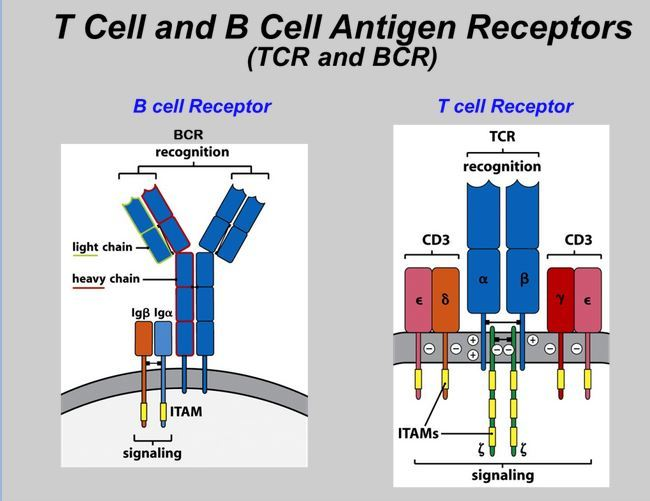 T Cell and B Cell Antigen Receptors
(TCR and BCR)
B cell Receptor
BCR
recognition
light chain
heavy chain
Igβ Igα
ITAM
signaling
T cell Receptor
TCR
recognition
CD3
CD3
α
β
ϵ
δ
γ
ϵ
+
+
+
−
−
−
−
−
−
ITAMs
ζ
ζ
signaling